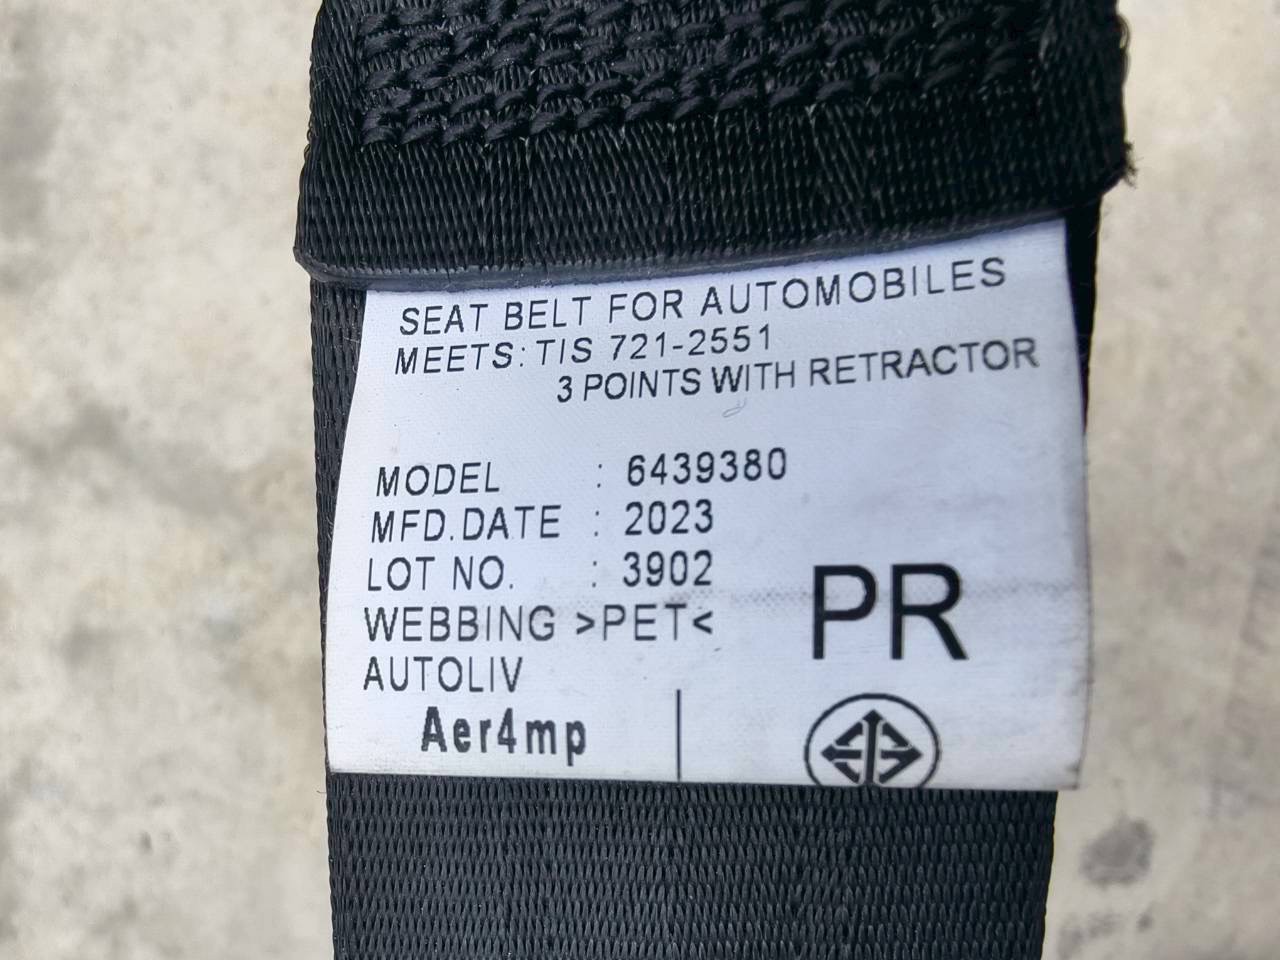 SEAT BELT FOR AUTOMOBILES
MEETS: TIS 721-2551
3 POINTS WITH RETRACTOR
MODEL : 6439380
MFD.DATE : 2023
LOT NO. : 3902
WEBBING >PET<
AUTOLIV
PR
Aer4mp